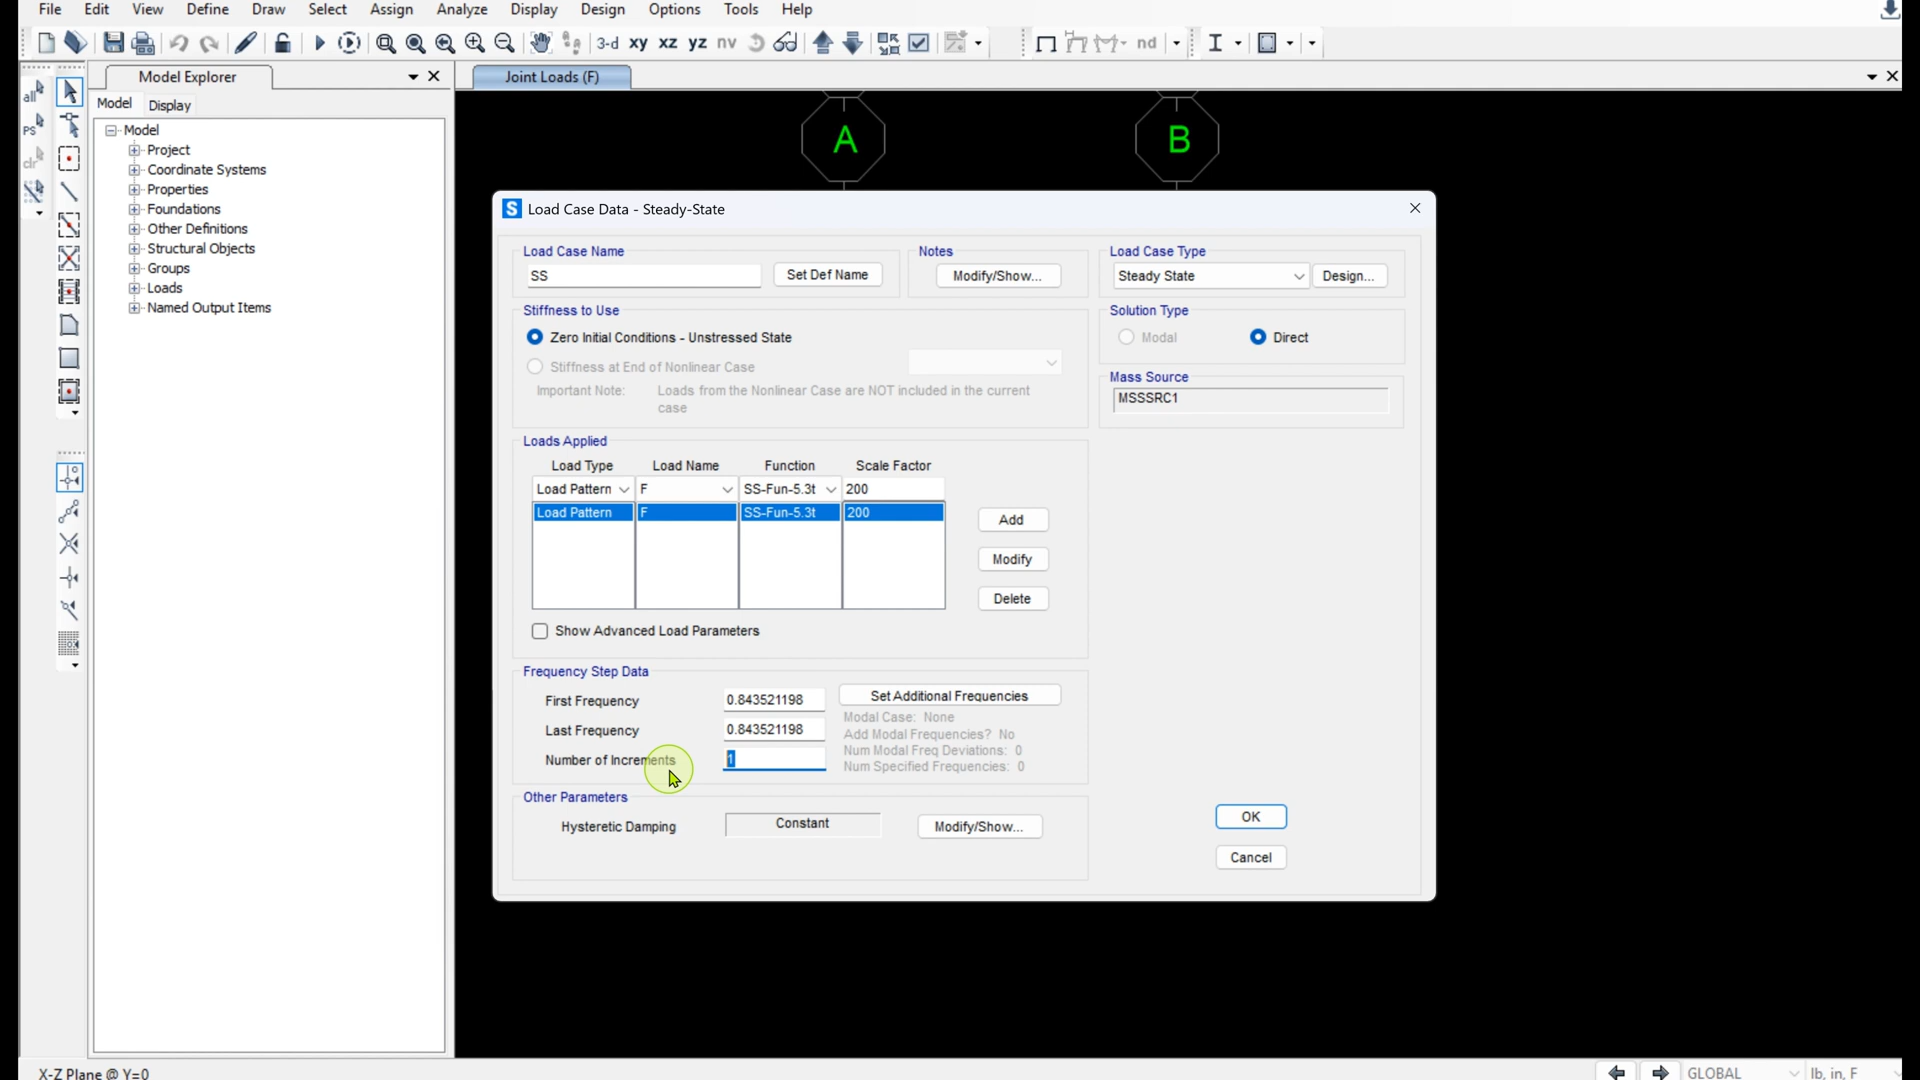 File Edit View Define Draw Select Assign Analyze Display Design Options Tools Help
3-d xy xz yz nv nd
Model Explorer
Joint Loads (F)
all
Model Display
PS
Model
clr
Project
Coordinate Systems
Properties
Foundations
Other Definitions
Structural Objects
Groups
Loads
Named Output Items
A B
S Load Case Data - Steady-State
Load Case Name Notes Load Case Type
SS Set Def Name Modify/Show... Steady State Design...
Stiffness to Use Solution Type
Zero Initial Conditions - Unstressed State Modal Direct
Stiffness at End of Nonlinear Case
Mass Source
Important Note: Loads from the Nonlinear Case are NOT included in the current
case
MSSSRC1
Loads Applied
Load Type Load Name Function Scale Factor
Load Pattern F SS-Fun-5.3t 200
Load Pattern F SS-Fun-5.3t 200
Add
Modify
Delete
Show Advanced Load Parameters
Frequency Step Data
First Frequency 0.843521198 Set Additional Frequencies
Modal Case: None
Last Frequency 0.843521198 Add Modal Frequencies? No
Num Modal Freq Deviations: 0
Number of Increments 1 Num Specified Frequencies: 0
Other Parameters
Hysteretic Damping Constant Modify/Show...
OK
Cancel
X-Z Plane @ Y=0 GLOBAL lb, in, F